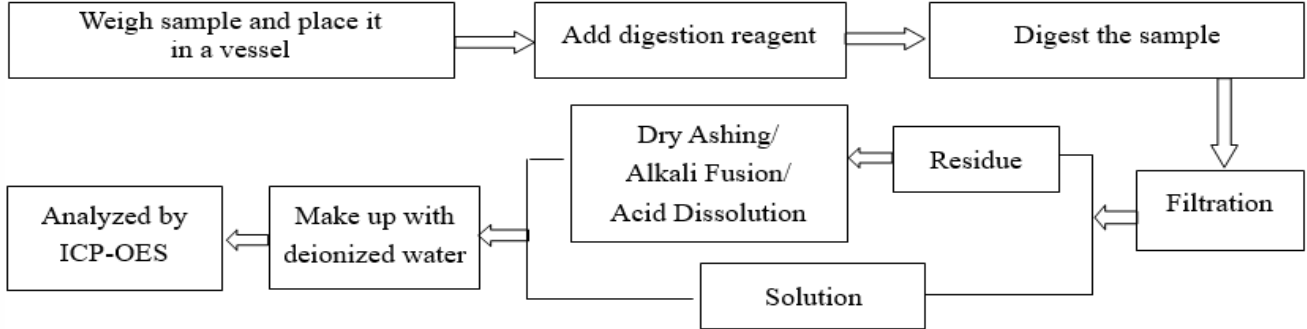 Weigh sample and place it
in a vessel
Add digestion reagent
Digest the sample
Filtration
Residue
Dry Ashing/
Alkali Fusion/
Acid Dissolution
Solution
Make up with
deionized water
Analyzed by
ICP-OES